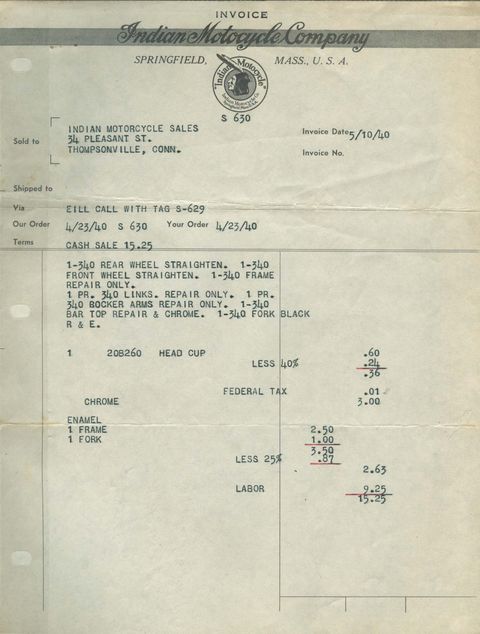 INVOICE
Indian Motocycle Company
SPRINGFIELD, MASS., U. S. A.
Indian Motocycle
Indian Motocycle Co.
Springfield Mass. U.S.A.
S 630
Sold to
INDIAN MOTORCYCLE SALES
34 PLEASANT ST.
THOMPSONVILLE, CONN.
Invoice Date 5/10/40
Invoice No.
Shipped to
Via EILL CALL WITH TAG S-629
Our Order 4/23/40 S 630 Your Order 4/23/40
Terms CASH SALE 15.25
1-340 REAR WHEEL STRAIGHTEN. 1-340
FRONT WHEEL STRAIGHTEN. 1-340 FRAME
REPAIR ONLY.
1 PR. 340 LINKS. REPAIR ONLY. 1 PR.
340 ROCKER ARMS REPAIR ONLY. 1-340
BAR TOP REPAIR & CHROME. 1-340 FORK BLACK
R & E.
1 20B260 HEAD CUP .60
LESS 40% .24
.36
FEDERAL TAX .01
CHROME 3.00
ENAMEL
1 FRAME 2.50
1 FORK 1.00
3.50
LESS 25% .87
2.63
LABOR 9.25
15.25